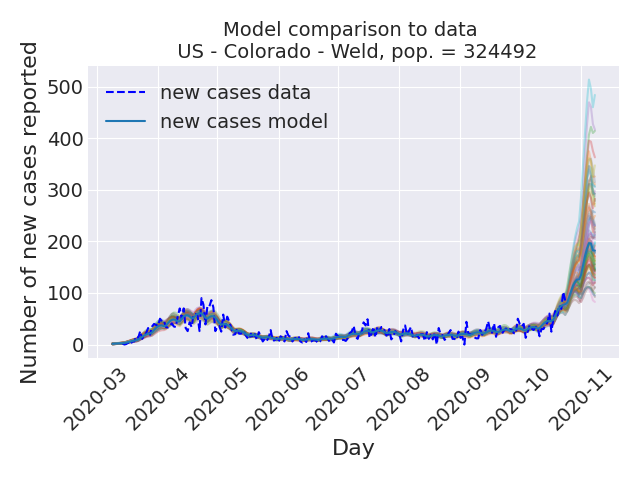 Model comparison to data
US - Colorado - Weld, pop. = 324492
Number of new cases reported
500
400
300
200
100
0
new cases data
new cases model
2020-03
2020-04
2020-05
2020-06
2020-07
2020-08
2020-09
2020-10
2020-11
Day